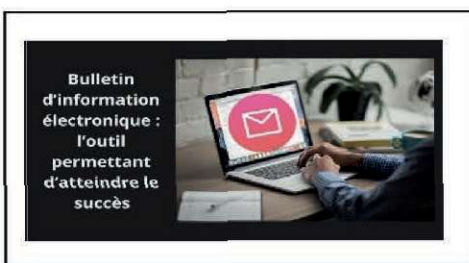 Bulletin
d'information
électronique :
l'outil
permettant
d'atteindre le
succès